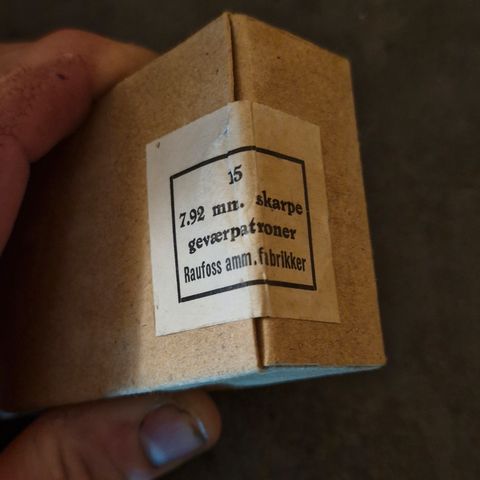 15
7.92 mm. skarpe
geværpatroner
Raufoss amm.fabrikker